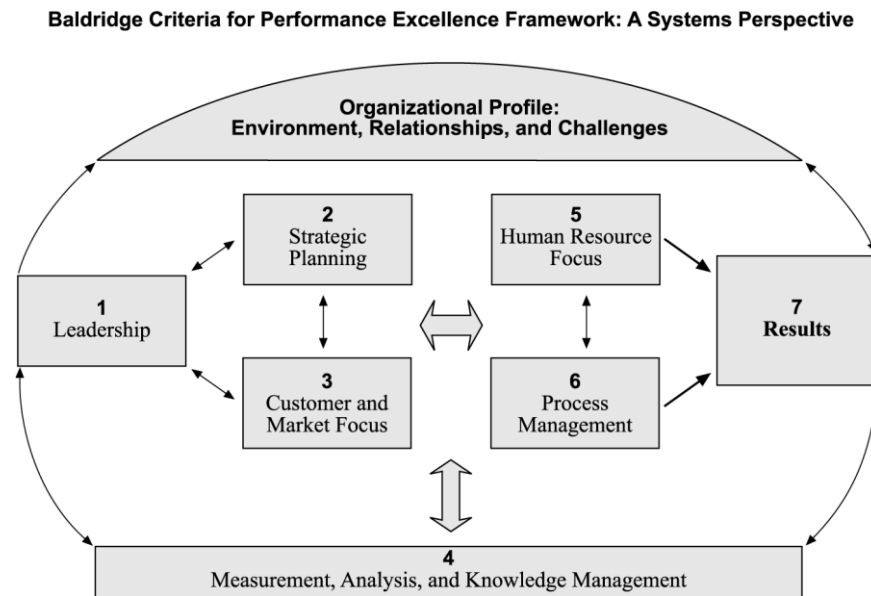 Baldridge Criteria for Performance Excellence Framework: A Systems Perspective
Organizational Profile:
Environment, Relationships, and Challenges
2
Strategic
Planning
5
Human Resource
Focus
1
Leadership
7
Results
3
Customer and
Market Focus
6
Process
Management
4
Measurement, Analysis, and Knowledge Management